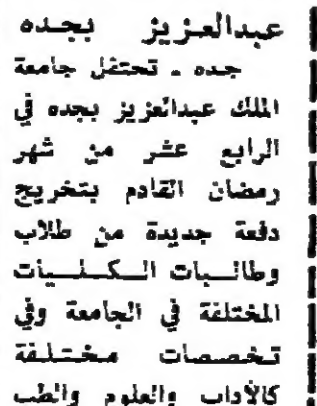 عبدالعزيز بجده
جده ـ تحتفل جامعة
الملك عبدالعزيز بجده في
الرابع عشر من شهر
رمضان القادم بتخريج
دفعة جديدة من طلاب
وطالبات الكليات
المختلفة في الجامعة وفي
تخصصات مختلفة
كالأداب والعلوم والطب